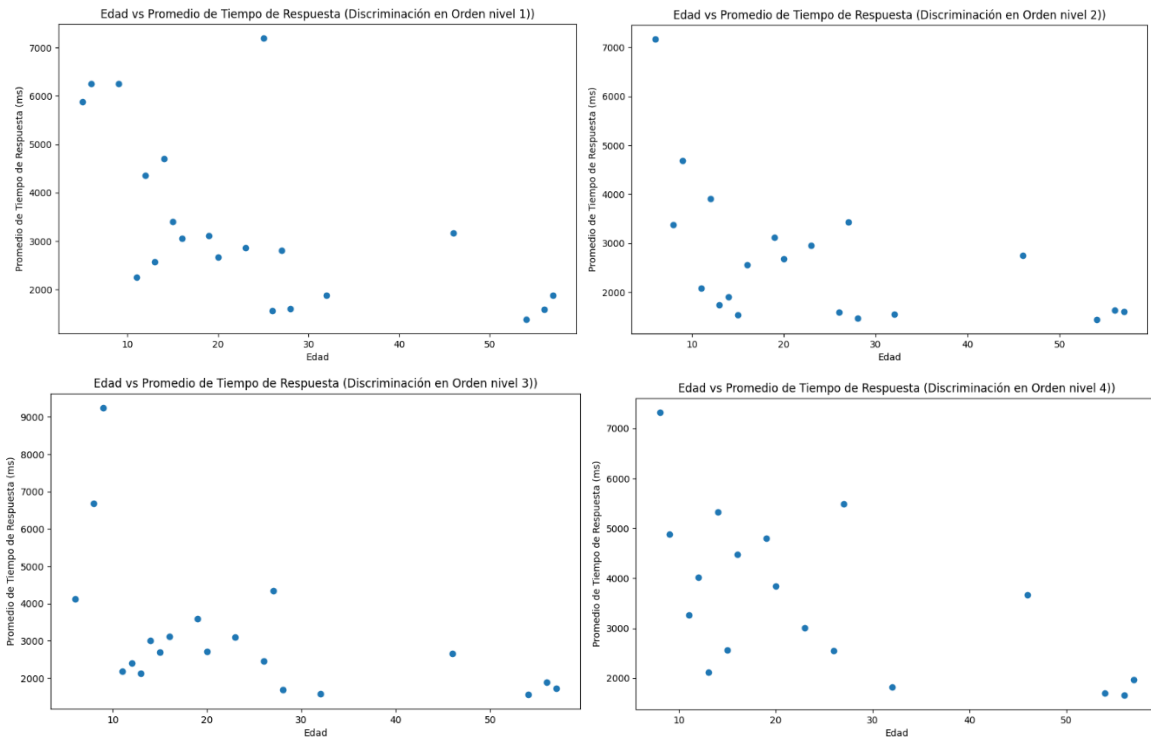 Edad vs Promedio de Tiempo de Respuesta (Discriminación en Orden nivel 1))
Promedio de Tiempo de Respuesta (ms)
7000
6000
5000
4000
3000
2000
10 20 30 40 50
Edad
Edad vs Promedio de Tiempo de Respuesta (Discriminación en Orden nivel 2))
Promedio de Tiempo de Respuesta (ms)
7000
6000
5000
4000
3000
2000
10 20 30 40 50
Edad
Edad vs Promedio de Tiempo de Respuesta (Discriminación en Orden nivel 3))
Promedio de Tiempo de Respuesta (ms)
9000
8000
7000
6000
5000
4000
3000
2000
10 20 30 40 50
Edad
Edad vs Promedio de Tiempo de Respuesta (Discriminación en Orden nivel 4))
Promedio de Tiempo de Respuesta (ms)
7000
6000
5000
4000
3000
2000
10 20 30 40 50
Edad